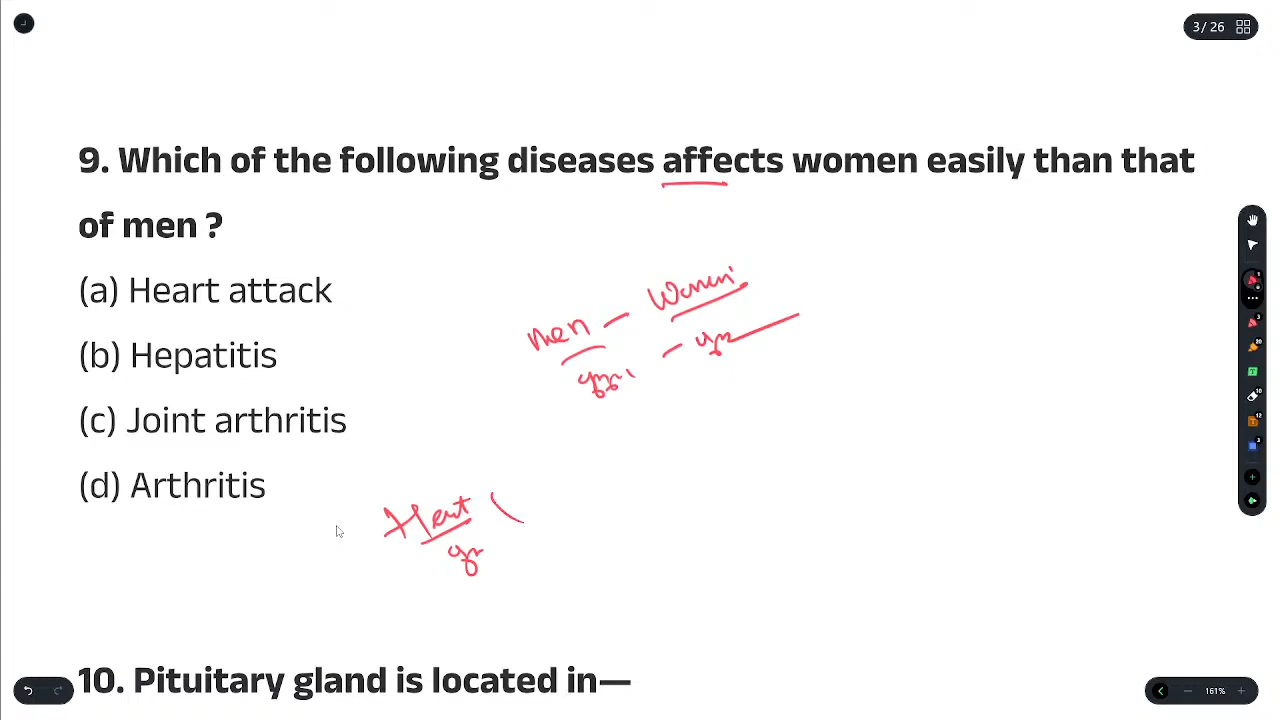 3 / 26
9. Which of the following diseases affects women easily than that
of men ?
(a) Heart attack
(b) Hepatitis
(c) Joint arthritis
(d) Arthritis
men – Women
Heart (
10. Pituitary gland is located in—
161%